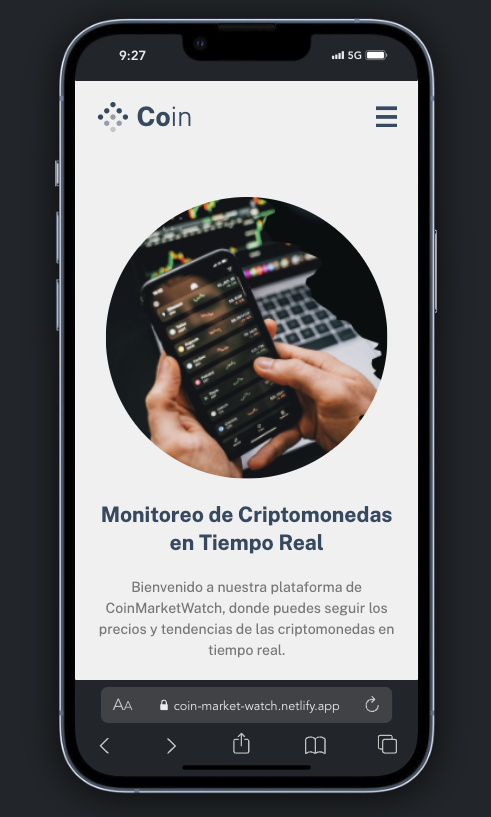 9:27
5G
Coin
Monitoreo de Criptomonedas
en Tiempo Real
Bienvenido a nuestra plataforma de
CoinMarketWatch, donde puedes seguir los
precios y tendencias de las criptomonedas en
tiempo real.
AA
coin-market-watch.netlify.app